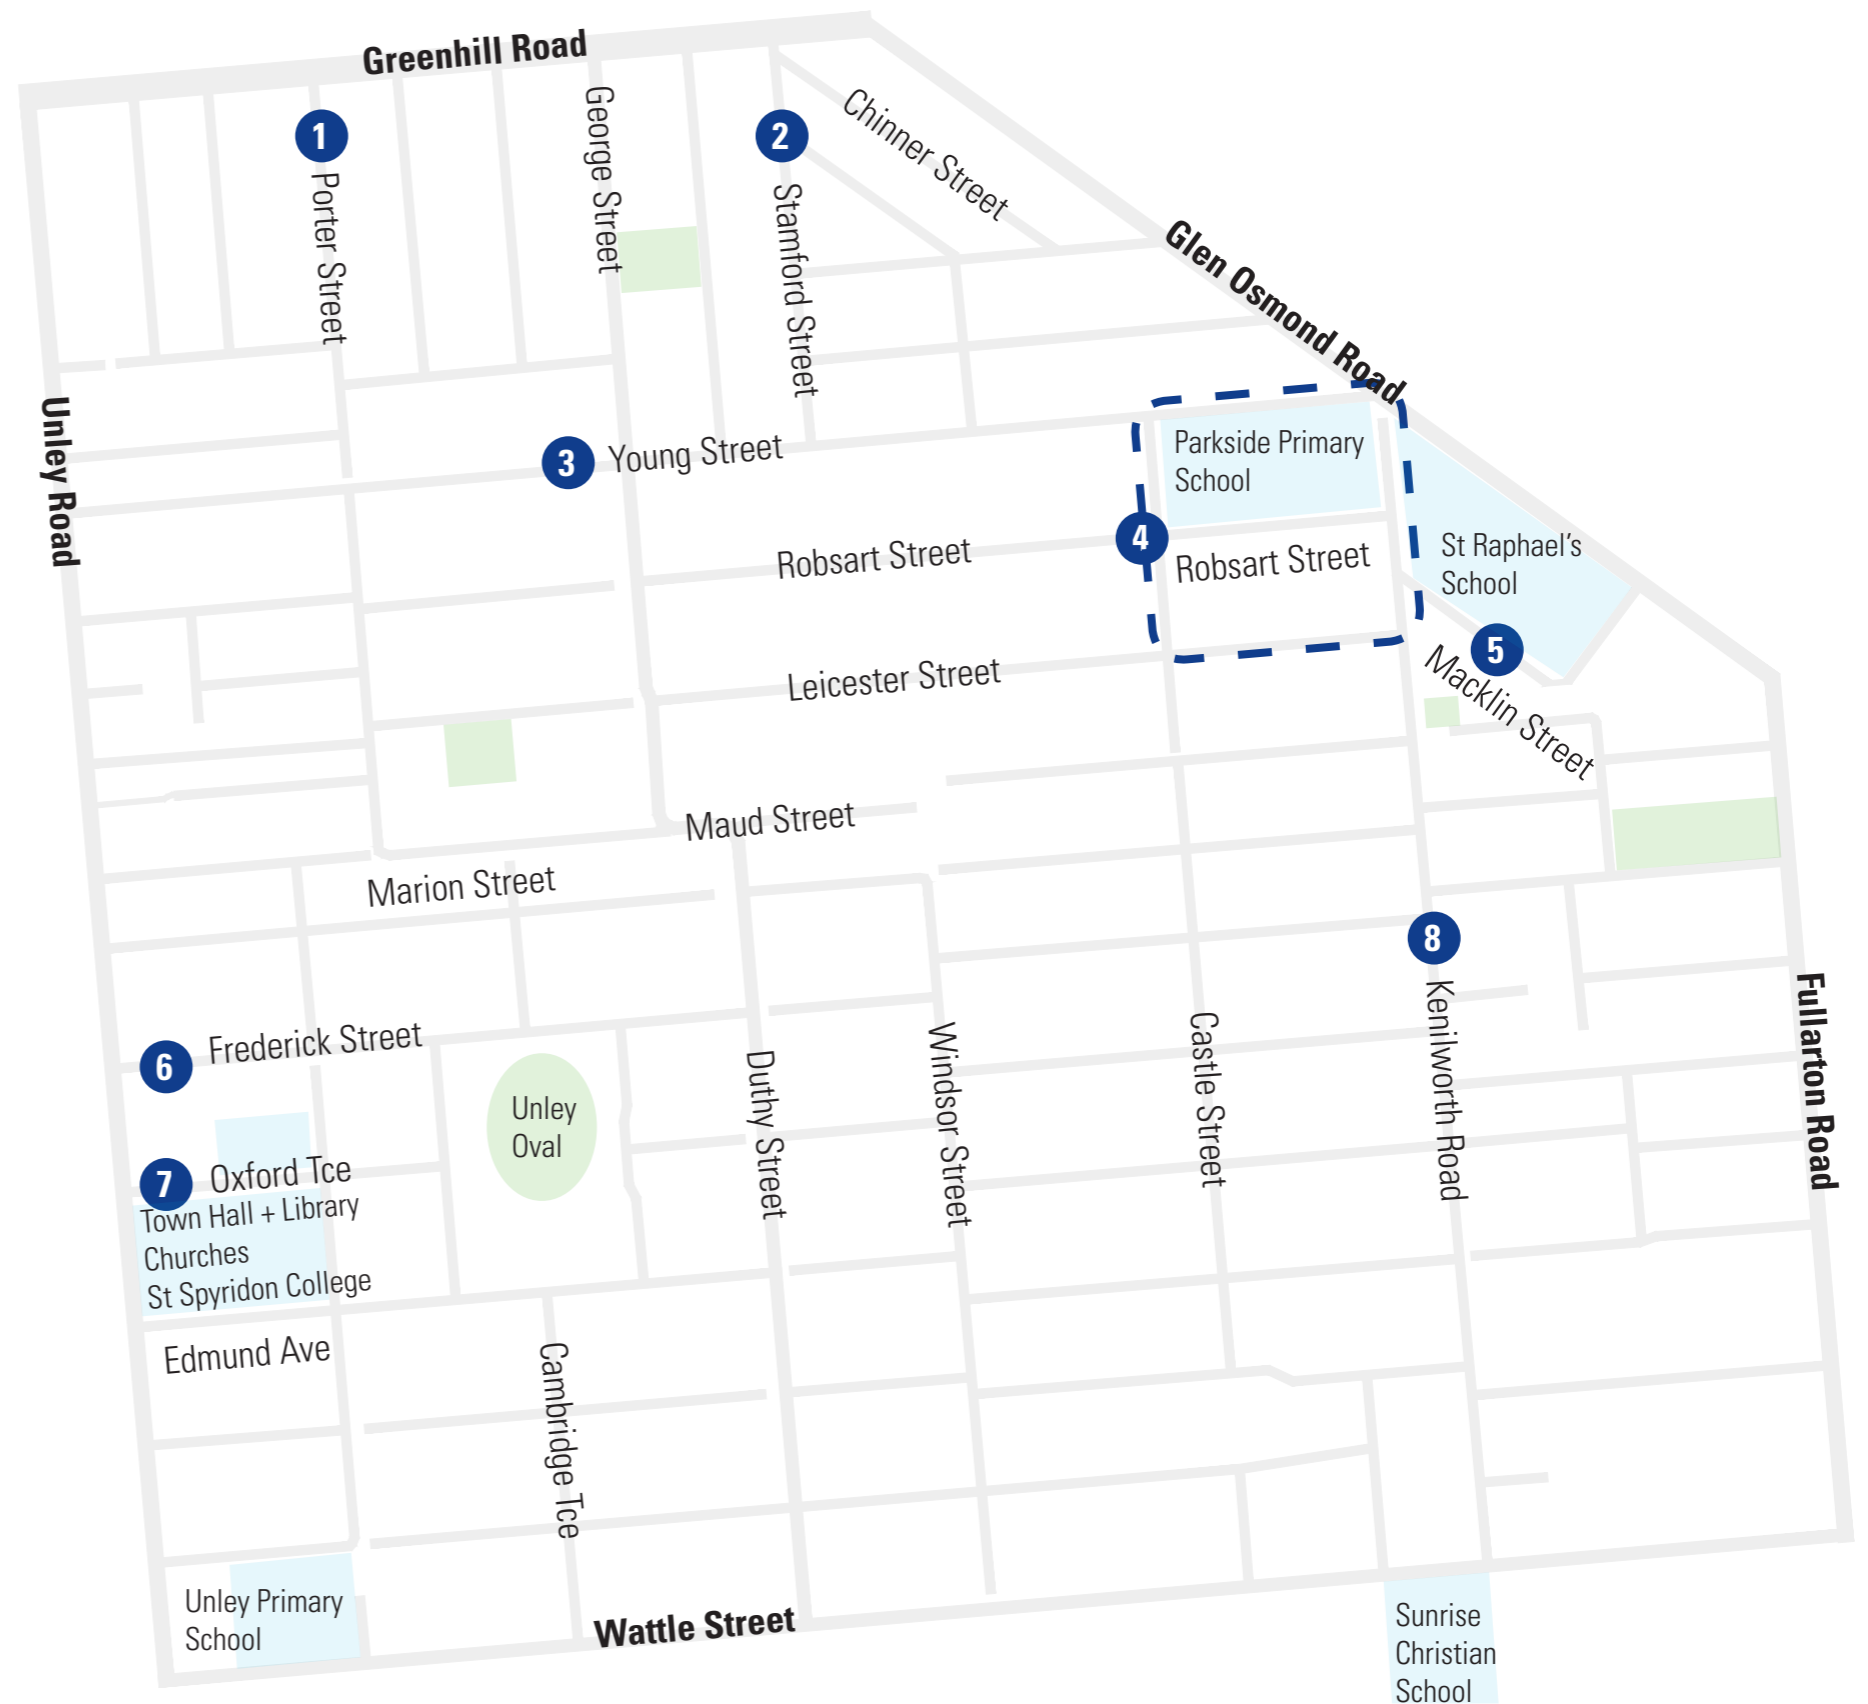 Greenhill Road
George Street
Chinner Street
1
2
Porter Street
Stamford Street
Glen Osmond Road
Unley Road
3
Young Street
Parkside Primary
School
4
Robsart Street
Robsart Street
St Raphael's
School
5
Macklin Street
Leicester Street
Maud Street
Marion Street
8
Kenilworth Road
Fullarton Road
6
Frederick Street
Unley
Oval
Duthy Street
Windsor Street
Castle Street
7
Oxford Tce
Town Hall + Library
Churches
St Spyridon College
Edmund Ave
Cambridge Tce
Unley Primary
School
Wattle Street
Sunrise
Christian
School